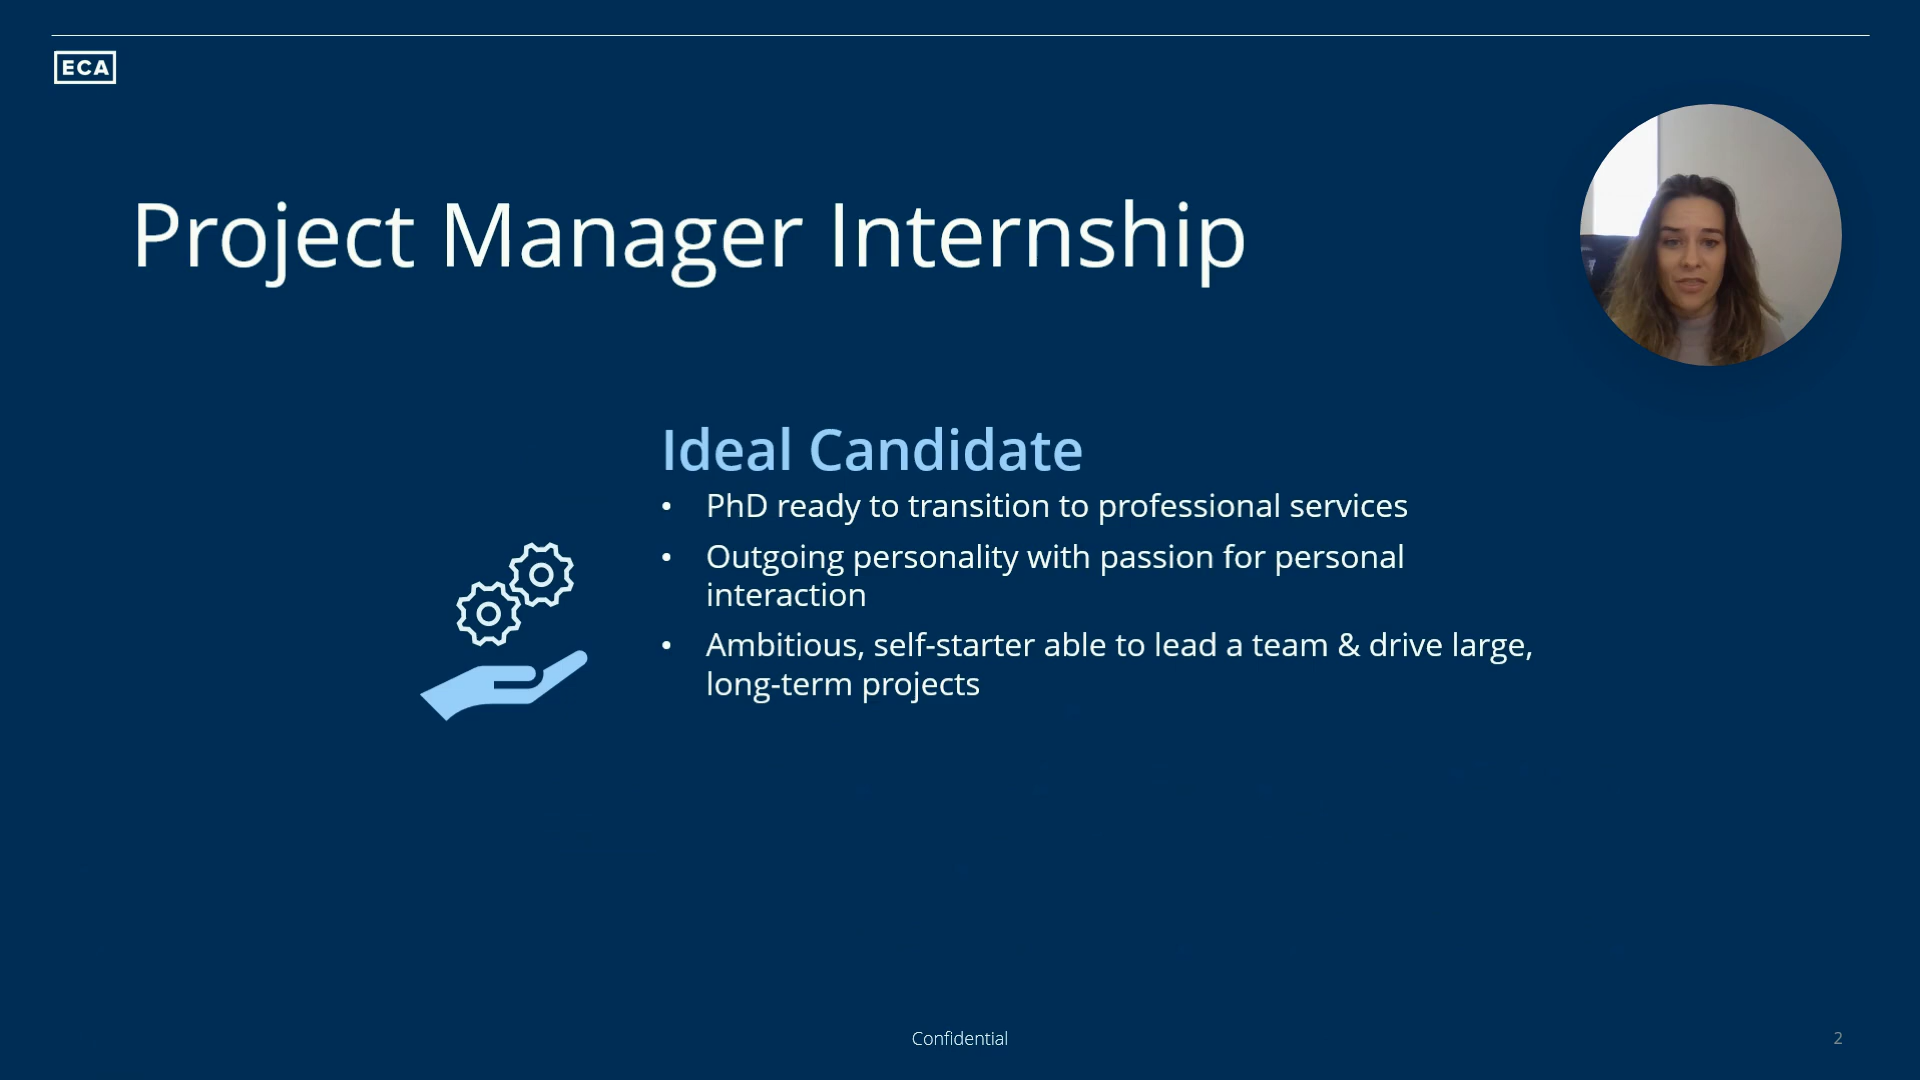 ECA
Project Manager Internship
Ideal Candidate
• PhD ready to transition to professional services
• Outgoing personality with passion for personal
interaction
• Ambitious, self-starter able to lead a team & drive large,
long-term projects
Confidential
2